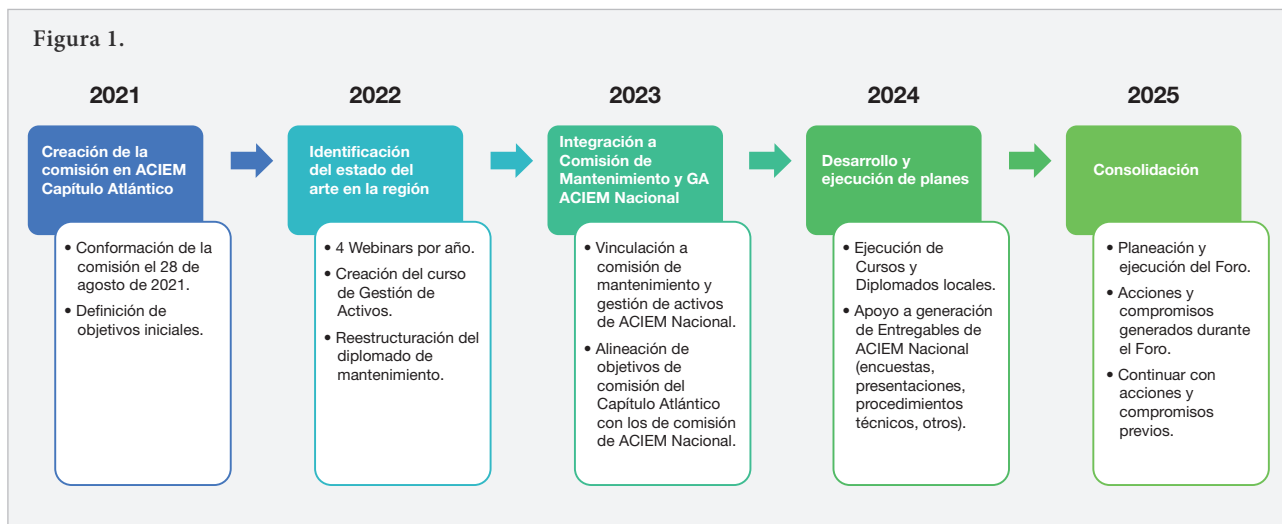 Figura 1.
2021
Creación de la
comisión en ACIEM
Capítulo Atlántico
• Conformación de la
comisión el 28 de
agosto de 2021.
• Definición de
objetivos iniciales.
2022
Identificación
del estado del
arte en la región
• 4 Webinars por año.
• Creación del curso
de Gestión de
Activos.
• Reestructuración del
diplomado de
mantenimiento.
2023
Integración a
Comisión de
Mantenimiento y GA
ACIEM Nacional
• Vinculación a
comisión de
mantenimiento y
gestión de activos
de ACIEM Nacional.
• Alineación de
objetivos de
comisión del
Capítulo Atlántico
con los de comisión
de ACIEM Nacional.
2024
Desarrollo y
ejecución de planes
• Ejecución de
Cursos y
Diplomados locales.
• Apoyo a generación
de Entregables de
ACIEM Nacional
(encuestas,
presentaciones,
procedimientos
técnicos, otros).
2025
Consolidación
• Planeación y
ejecución del Foro.
• Acciones y
compromisos
generados durante
el Foro.
• Continuar con
acciones y
compromisos
previos.